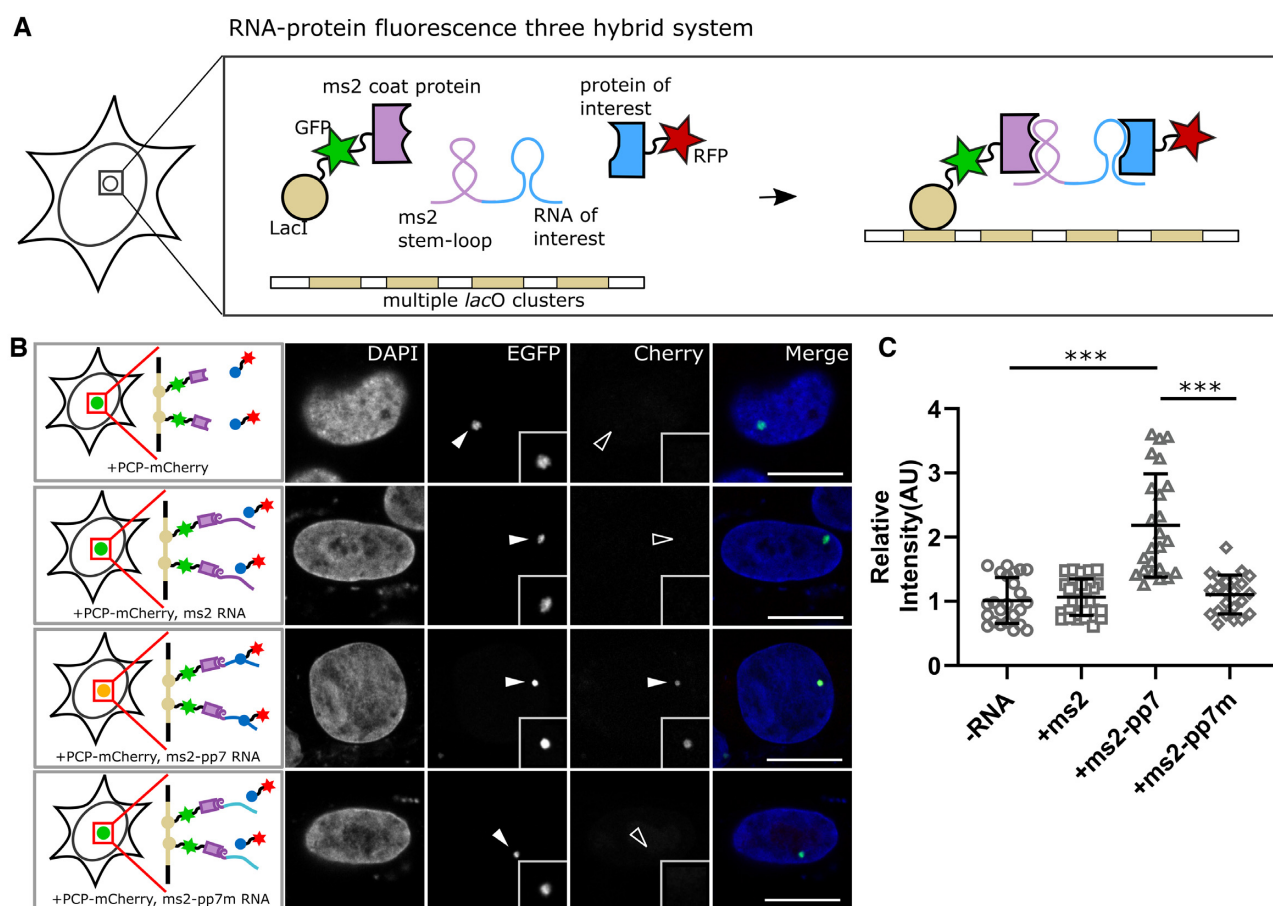 A
RNA-protein fluorescence three hybrid system
ms2 coat protein
GFP
LacI
ms2
stem-loop
RNA of
interest
protein of
interest
RFP
multiple lacO clusters
B
DAPI
EGFP
Cherry
Merge
+PCP-mCherry
+PCP-mCherry, ms2 RNA
+PCP-mCherry, ms2-pp7 RNA
+PCP-mCherry, ms2-pp7m RNA
C
***
***
Relative
Intensity(AU)
4
3
2
1
0
-RNA
+ms2
+ms2-pp7
+ms2-pp7m